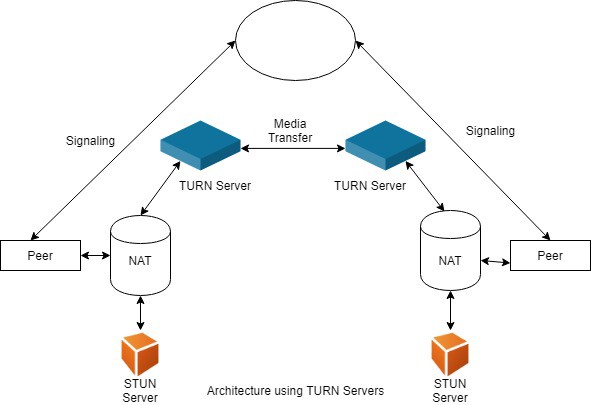 Media
Transfer
Signaling
Signaling
TURN Server
TURN Server
Peer
NAT
NAT
Peer
STUN
Server
Architecture using TURN Servers
STUN
Server